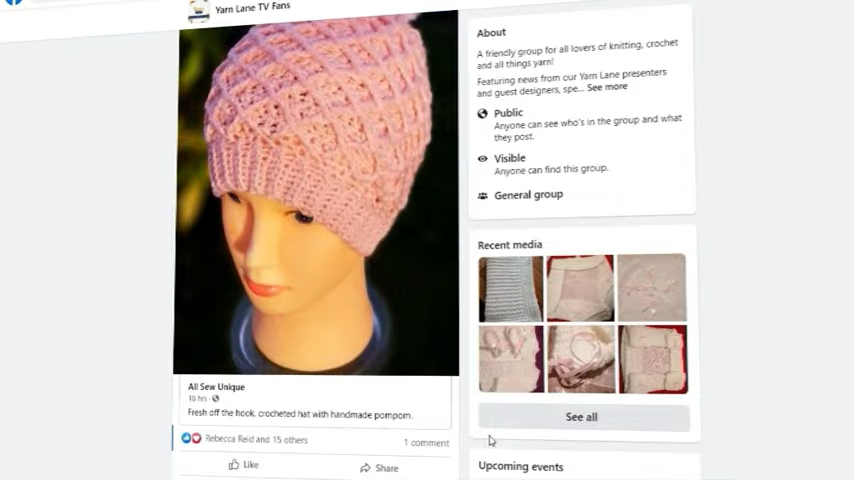 Yarn Lane TV Fans
All Sew Unique
16 hrs ·
Fresh off the hook, crocheted hat with handmade pompom.
Rebecca Reid and 15 others
1 comment
Like
Share
About
A friendly group for all lovers of knitting, crochet
and all things yarn!
Featuring news from our Yarn Lane presenters
and guest designers, spe... See more
Public
Anyone can see who's in the group and what
they post.
Visible
Anyone can find this group.
General group
Recent media
See all
Upcoming events